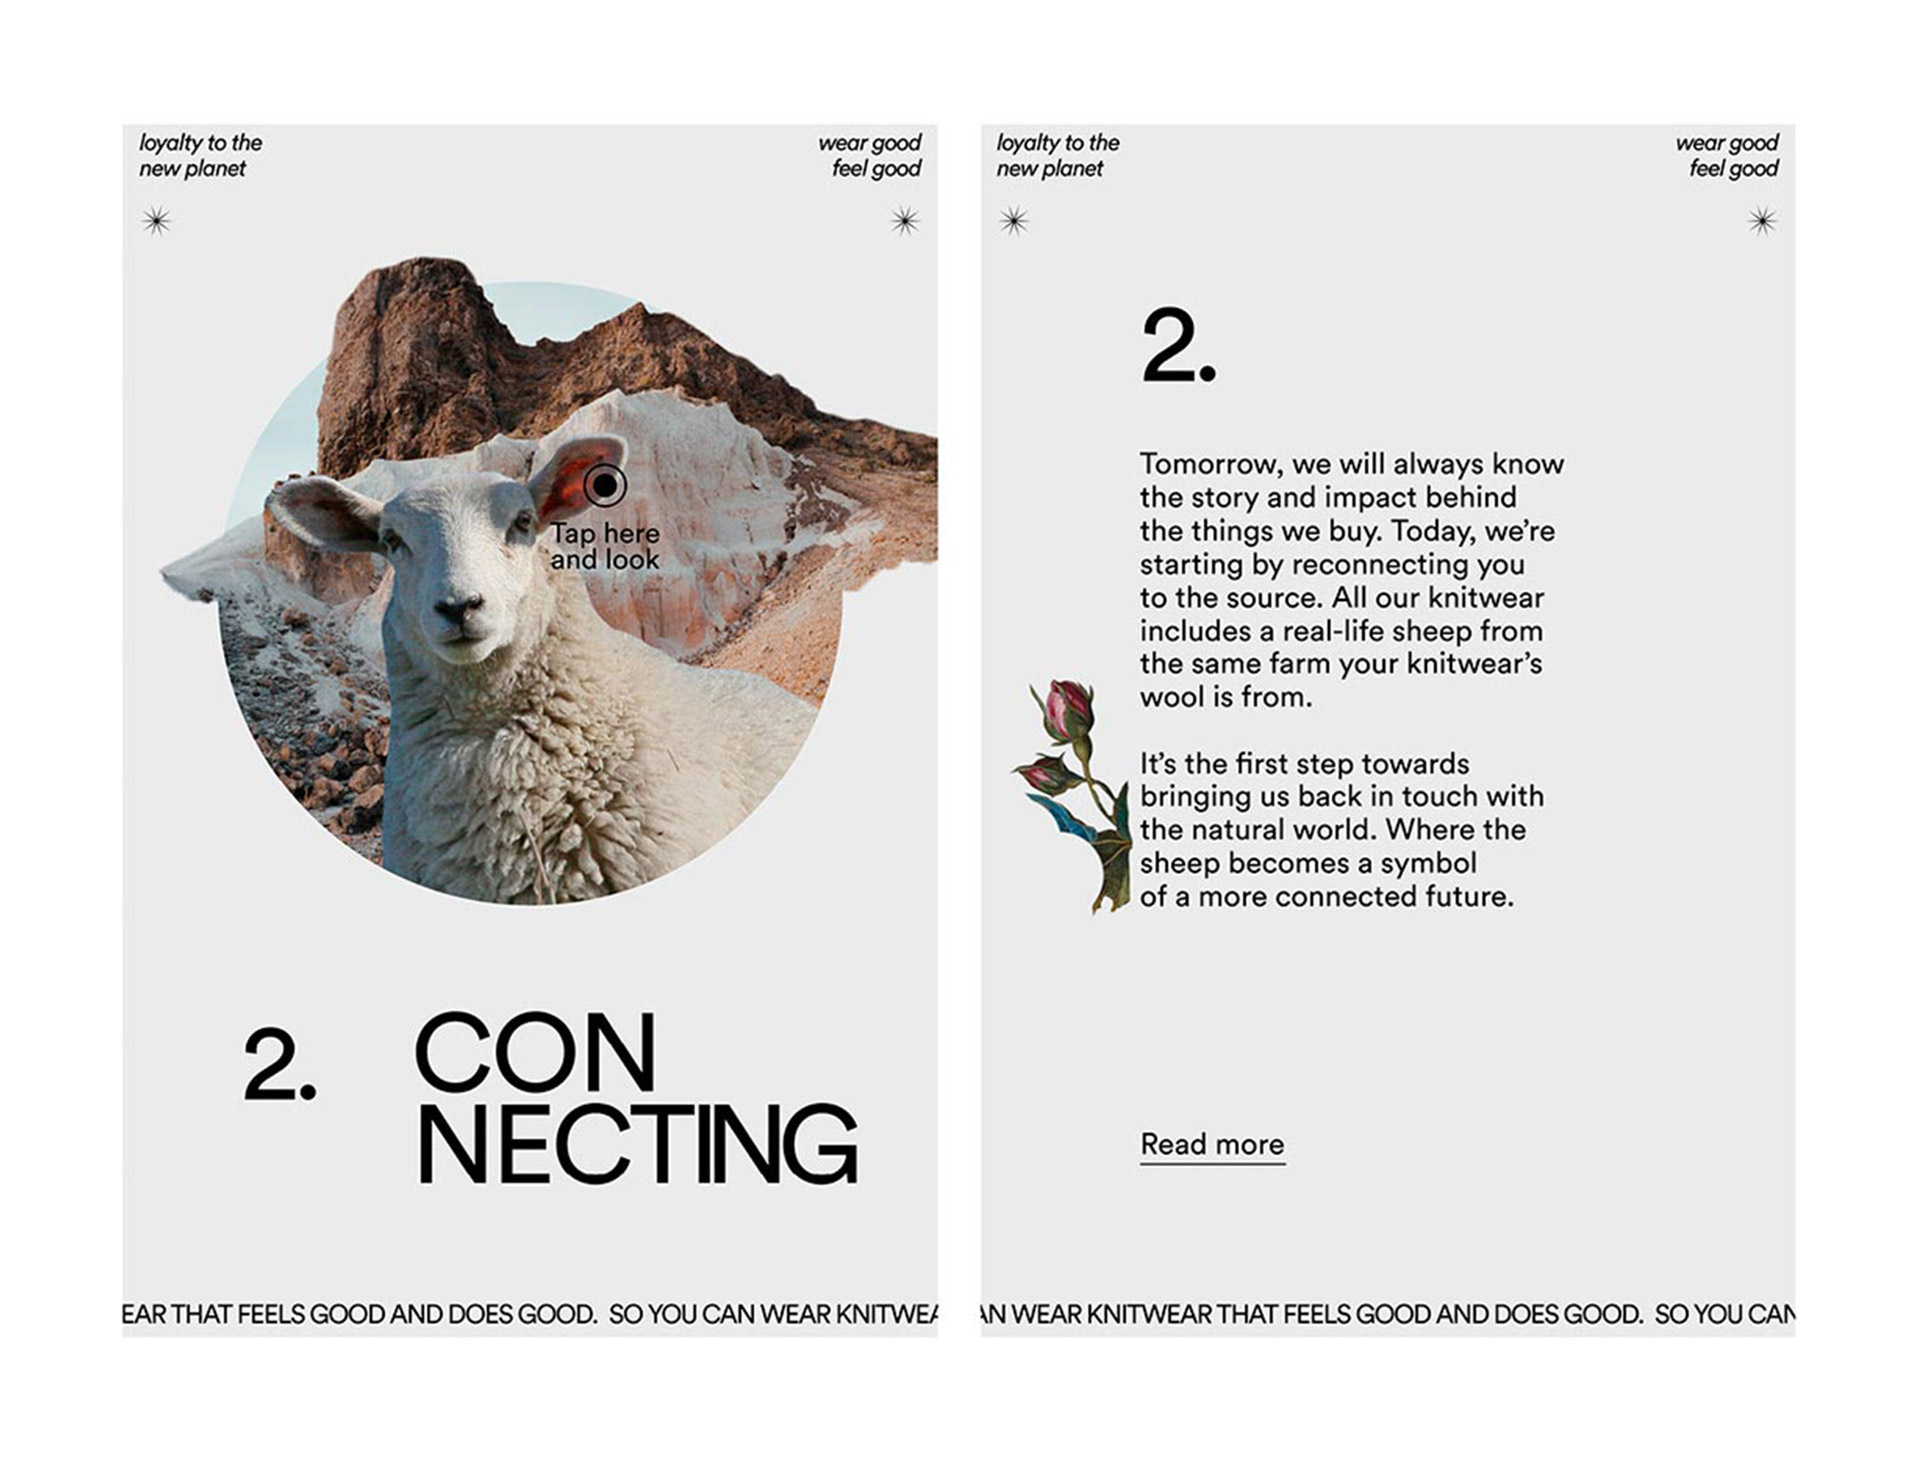 loyalty to the
new planet
wear good
feel good
Tap here
and look
2.
CON
NECTING
EAR THAT FEELS GOOD AND DOES GOOD. SO YOU CAN WEAR KNITWEA
loyalty to the
new planet
wear good
feel good
2.
Tomorrow, we will always know
the story and impact behind
the things we buy. Today, we’re
starting by reconnecting you
to the source. All our knitwear
includes a real-life sheep from
the same farm your knitwear’s
wool is from.
It’s the first step towards
bringing us back in touch with
the natural world. Where the
sheep becomes a symbol
of a more connected future.
Read more
AN WEAR KNITWEAR THAT FEELS GOOD AND DOES GOOD. SO YOU CAN